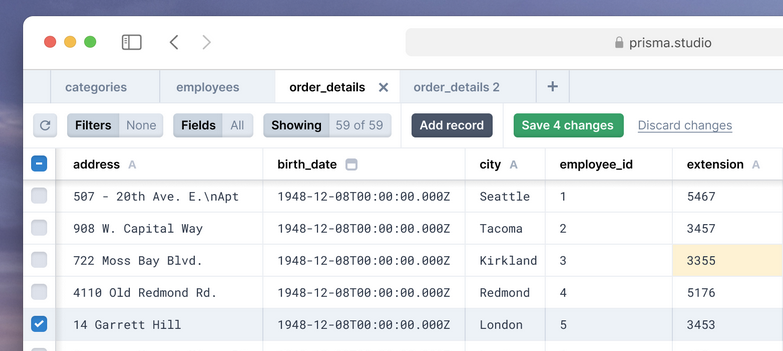 prisma.studio
categories employees order_details order_details 2
Filters None Fields All Showing 59 of 59 Add record Save 4 changes Discard changes
address A birth_date city A employee_id extension A
507 - 20th Ave. E.\nApt 1948-12-08T00:00:00.000Z Seattle 1 5467
908 W. Capital Way 1948-12-08T00:00:00.000Z Tacoma 2 3457
722 Moss Bay Blvd. 1948-12-08T00:00:00.000Z Kirkland 3 3355
4110 Old Redmond Rd. 1948-12-08T00:00:00.000Z Redmond 4 5176
14 Garrett Hill 1948-12-08T00:00:00.000Z London 5 3453